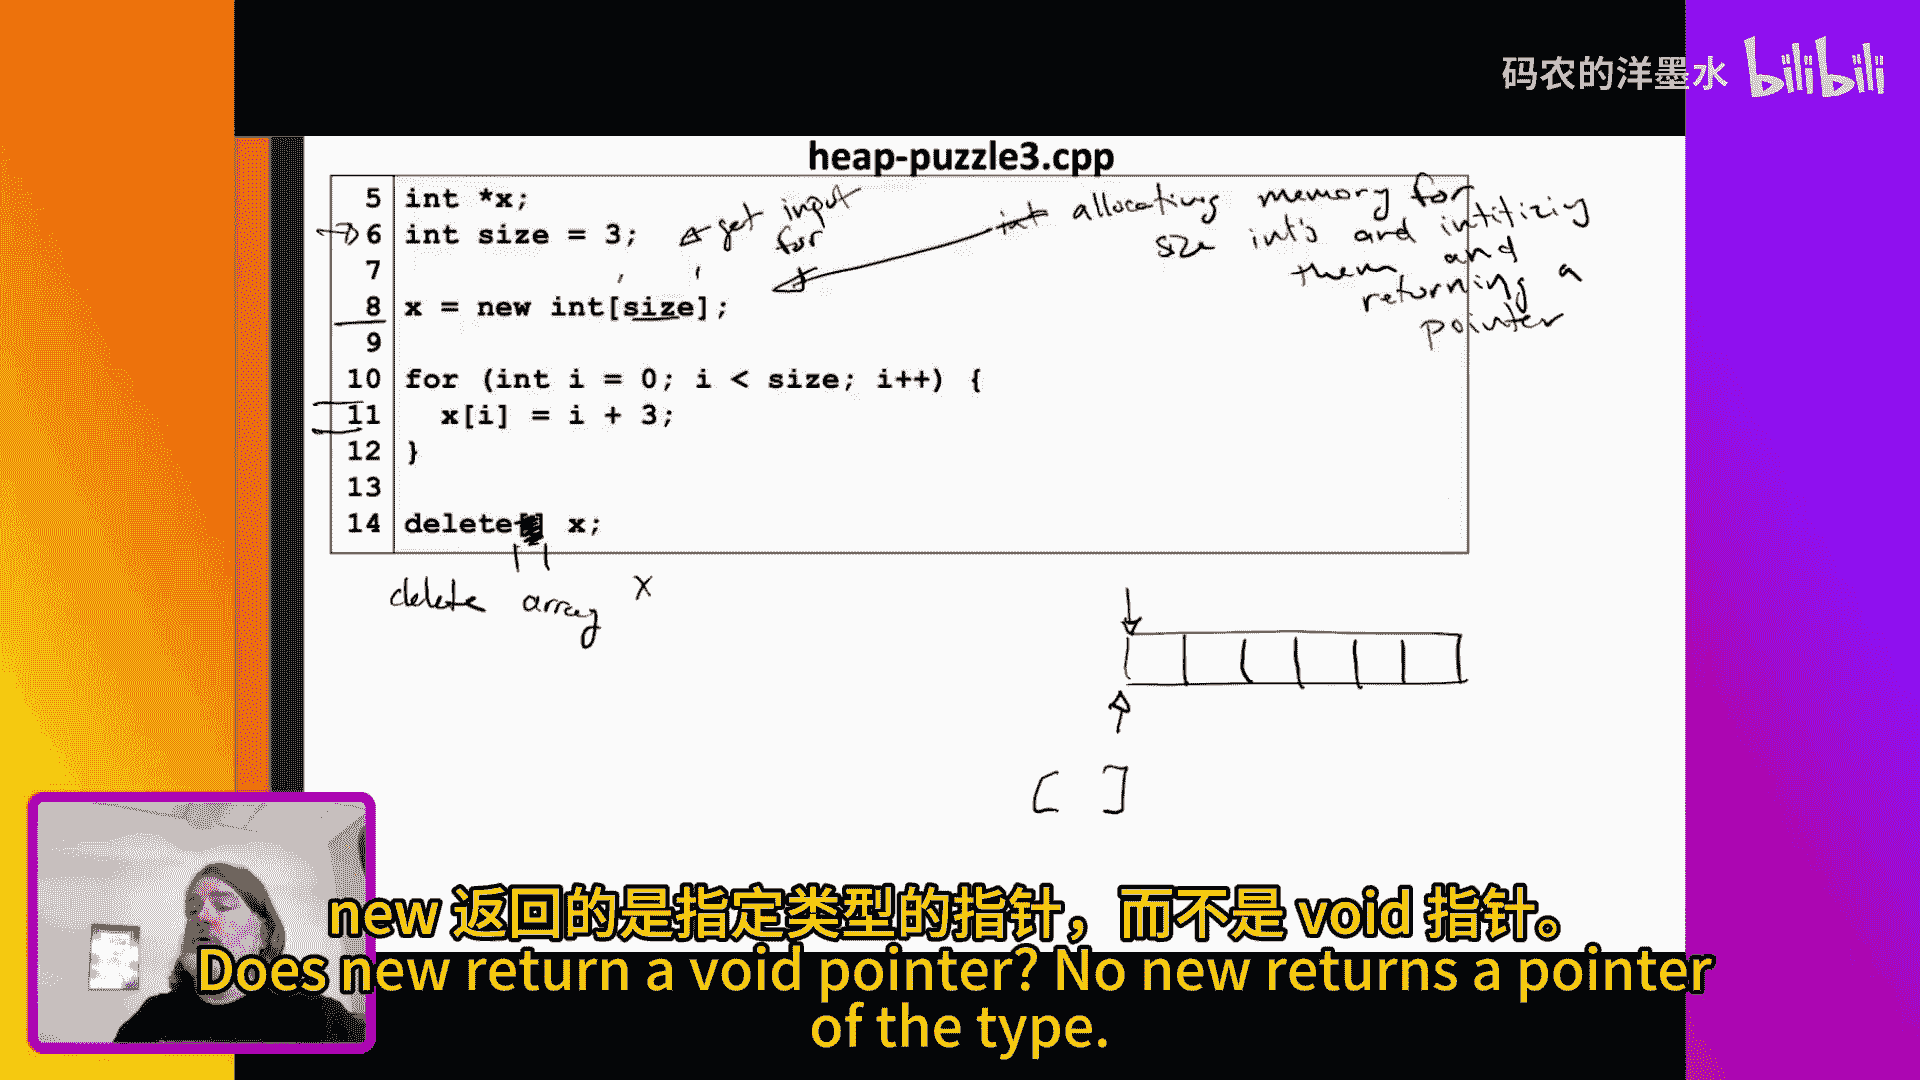 码农的洋墨水 bilibili
heap-puzzle3.cpp
5 int *x;
6 int size = 3;
7
8 x = new int[size];
9
10 for (int i = 0; i < size; i++) {
11 x[i] = i + 3;
12 }
13
14 delete[] x;
get input
for
int allocating memory for
size int's and intitiziy
them and
returning a
pointer
delete array x
[ ]
new 返回的是指定类型的指针，而不是 void 指针。
Does new return a void pointer? No new returns a pointer
of the type.